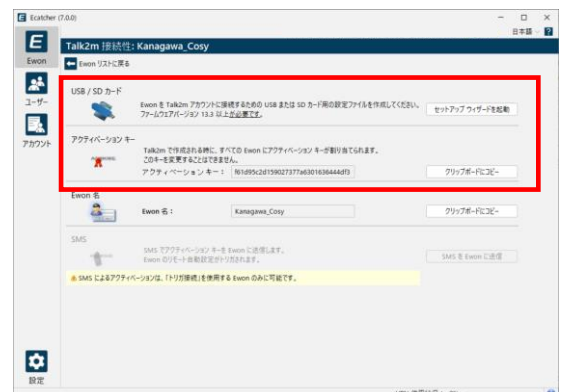 Ecatcher (7.0.0)
日本語
Talk2m 接続性: Kanagawa_Cosy
Ewon
Ewon リストに戻る
ユーザー
アカウント
設定
USB / SD カード
Ewon を Talk2m アカウントに接続するための USB または SD カード用の設定ファイルを作成してください。
ファームウェアバージョン 13.3 以上が必要です。
セットアップ ウィザードを起動
アクティベーション キー
Talk2m で作成される時に、すべての Ewon にアクティベーション キーが割り当てられます。
このキーを変更することはできません。
アクティベーション キー： f61d95c2d159027377a6301636444df3
クリップボードにコピー
Ewon 名
Ewon 名： Kanagawa_Cosy
クリップボードにコピー
SMS
SMS でアクティベーション キーを Ewon に送信します。
Ewon のリモート自動設定がトリガされます。
SMS を Ewon に送信
SMS によるアクティベーションは、「トリガ接続」を使用する Ewon のみに可能です。